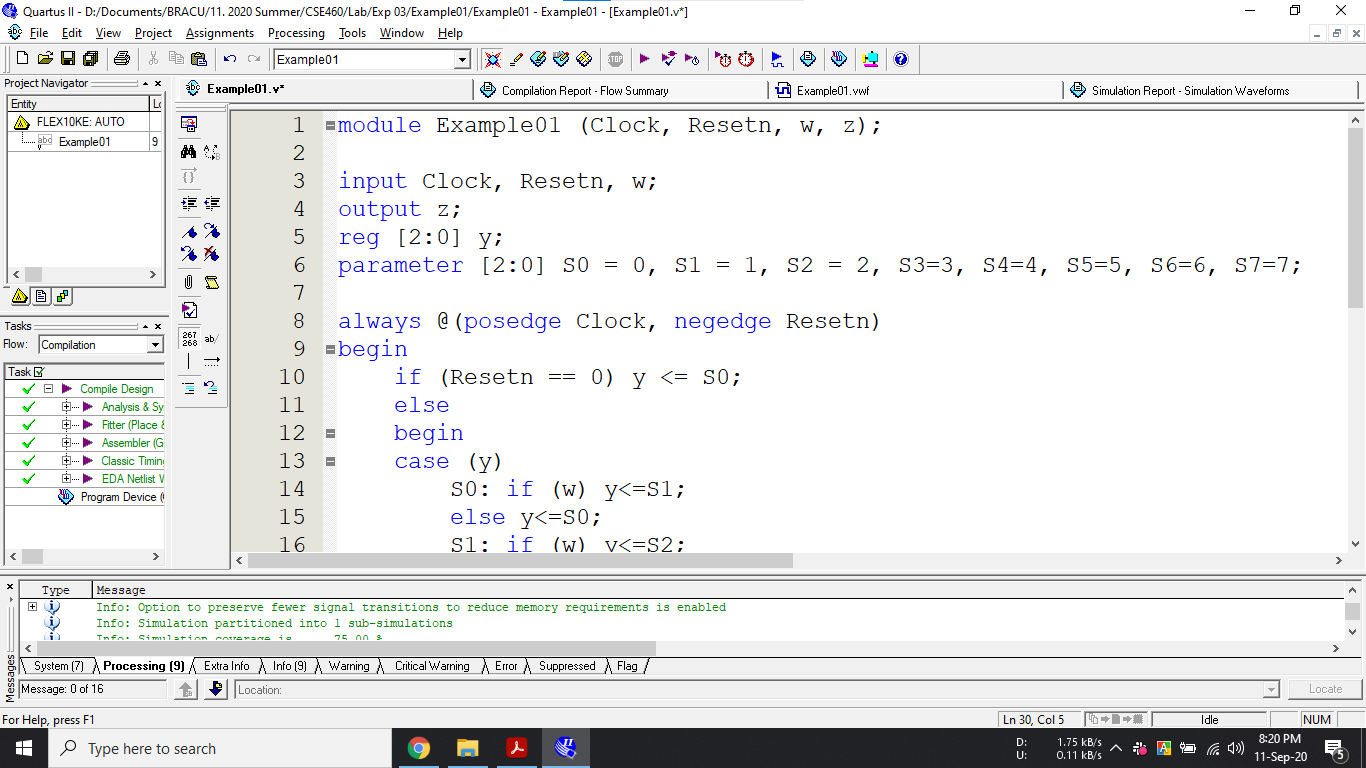 Quartus II - D:/Documents/BRACU/11. 2020 Summer/CSE460/Lab/Exp 03/Example01/Example01 - Example01 - [Example01.v*]
File Edit View Project Assignments Processing Tools Window Help
Example01
Project Navigator
Entity
FLEX10KE: AUTO
Example01 9
Example01.v*
Compilation Report - Flow Summary
Example01.vwf
Simulation Report - Simulation Waveforms
1 module Example01 (Clock, Resetn, w, z);
2
3 input Clock, Resetn, w;
4 output z;
5 reg [2:0] y;
6 parameter [2:0] S0 = 0, S1 = 1, S2 = 2, S3=3, S4=4, S5=5, S6=6, S7=7;
7
8 always @(posedge Clock, negedge Resetn)
9 begin
10 if (Resetn == 0) y <= S0;
11 else
12 begin
13 case (y)
14 S0: if (w) y<=S1;
15 else y<=S0;
16 S1: if (w) y<=S2;
Tasks
Flow: Compilation
Task
Compile Design
Analysis & Sy
Fitter (Place &
Assembler (G
Classic Timin
EDA Netlist W
Program Device (
267
268
ab/
Type Message
Info: Option to preserve fewer signal transitions to reduce memory requirements is enabled
Info: Simulation partitioned into 1 sub-simulations
Info: Simulation coverage is 75.00 %
Messages
System (7) Processing (9) Extra Info Info (9) Warning Critical Warning Error Suppressed Flag
Message: 0 of 16
Location:
Locate
For Help, press F1
Ln 30, Col 5
Idle
NUM
Type here to search
D: 1.75 kB/s
U: 0.11 kB/s
8:20 PM
11-Sep-20
5